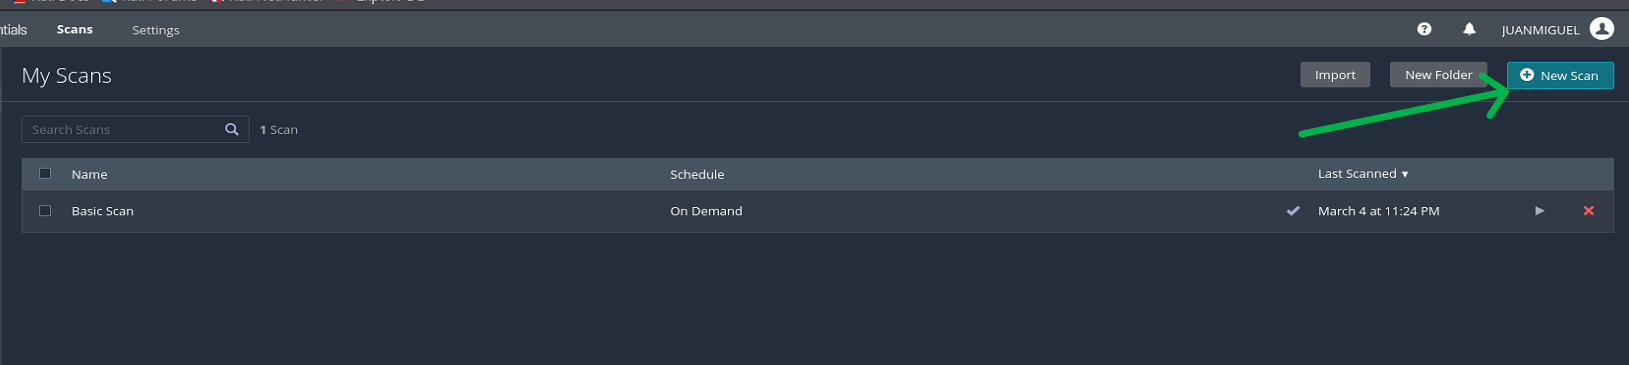 ntials Scans Settings JUANMIGUEL
My Scans Import New Folder New Scan
Search Scans 1 Scan
Name Schedule Last Scanned ▼
Basic Scan On Demand March 4 at 11:24 PM